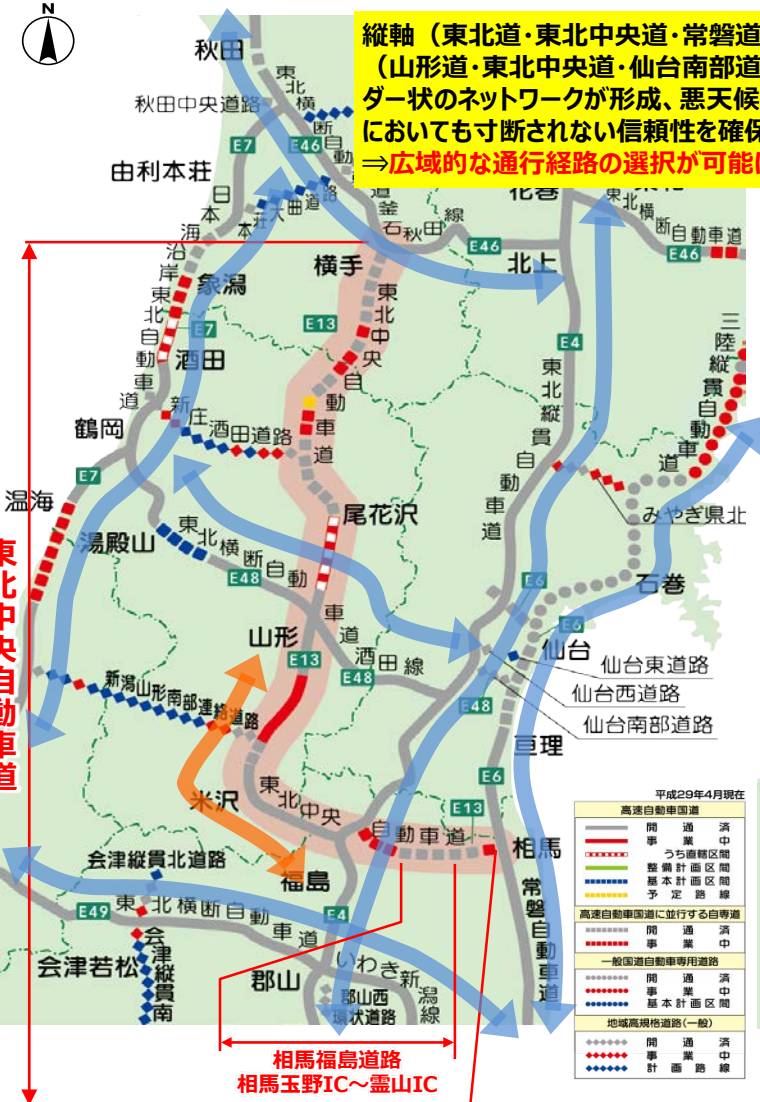 N
縦軸（東北道・東北中央道・常磐道
（山形道・東北中央道・仙台南部道
ダー状のネットワークが形成、悪天候
においても寸断されない信頼性を確保
⇒広域的な通行経路の選択が可能に
秋田
秋田中央道路
東北横断自動車道釜石秋田線
E7
E46
由利本荘
日本海沿岸東北自動車道
本荘大田道路
花巻
東北横断自動車道
E46
横手
E46
北上
象潟
E7
E13
東北中央自動車道
E4
酒田
東北縦貫自動車道
三陸縦貫自動車道
新庄酒田道路
鶴岡
E7
温海
尾花沢
みやぎ県北
湯殿山
東北横断自動車道酒田線
E48
E6
石巻
E6
山形
E13
仙台
仙台東道路
E48
仙台西道路
新潟山形南部連絡道路
E48
仙台南部道路
亘理
東北中央自動車道
E6
米沢
東北中央自動車道
E13
相馬
会津縦貫北道路
福島
常磐自動車道
E49
東北横断自動車道いわき新潟線
E4
会津若松
会津縦貫南
郡山
郡山西
環状道路
相馬福島道路
相馬玉野IC～霊山IC
平成29年4月現在
高速自動車国道
開通済
事業中
うち直轄区間
整備計画区間
基本計画区間
予定路線
高速自動車国道に並行する自専道
開通済
事業中
一般国道自動車専用道路
開通済
事業中
基本計画区間
地域高規格道路（一般）
開通済
事業中
計画路線